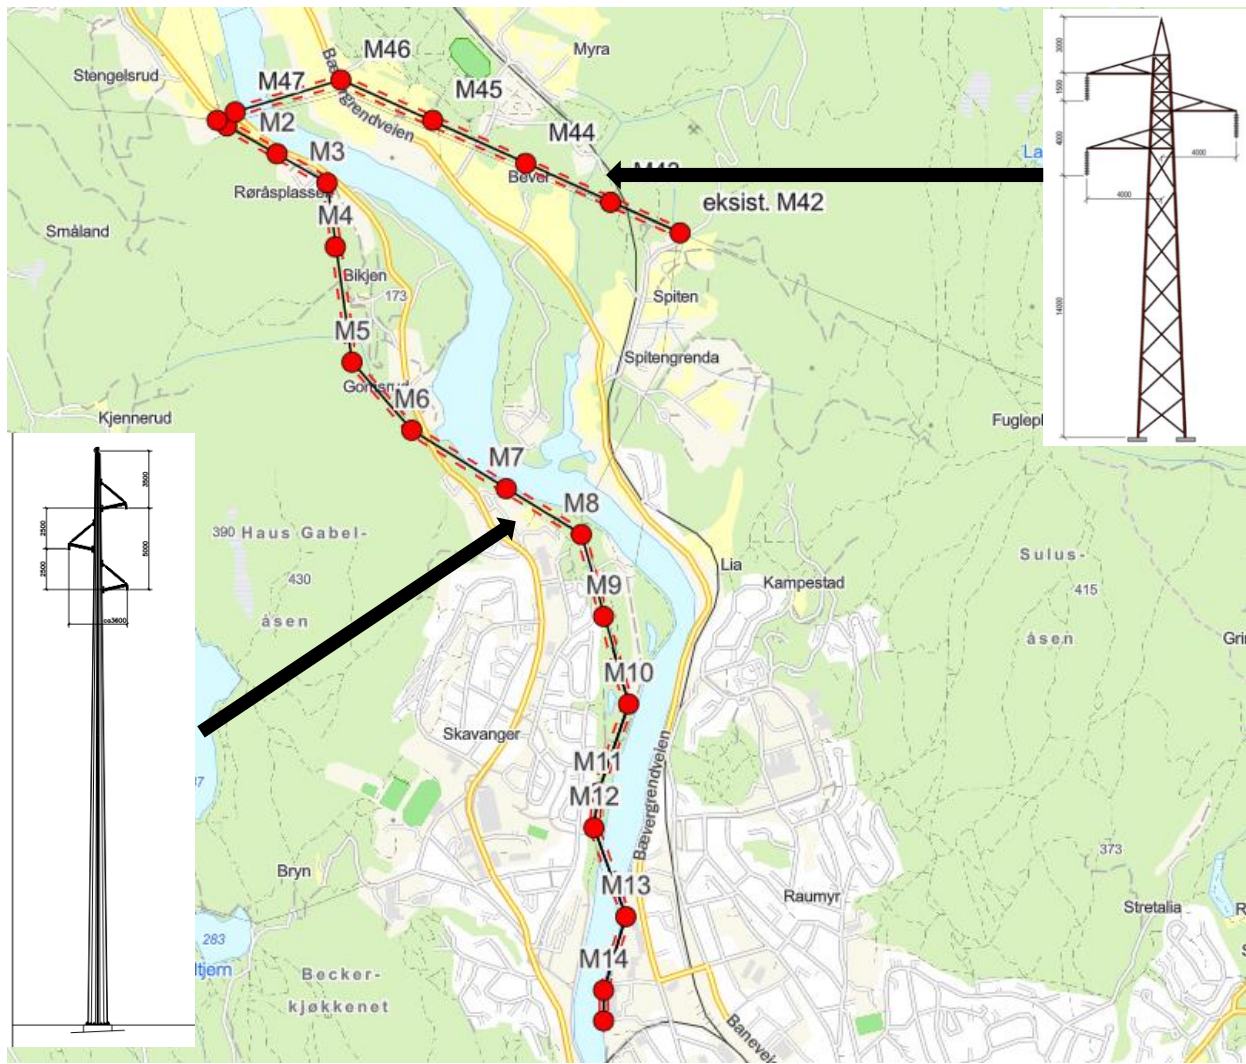 Stengelsrud
M47
M46
M45
Myra
M44
Bæ
grendveien
M2
M3
Bever
Røråsplassen
M4
eksist. M42
Småland
Bikjen
173
Spiten
M5
Spitengrenda
Kjennerud
M6
M7
390 Haus Gabel-
430
åsen
M8
Lia
Kampestad
Sulus-
415
åsen
M9
M10
Skavanger
M11
M12
Bævergrendveien
373
Bryn
M13
Raumyr
Stretalia
283
M14
Becker-
kjøkkenet
3000
1500
4000
4000
4000
14000
3500
2500
5000
2500
ca3600